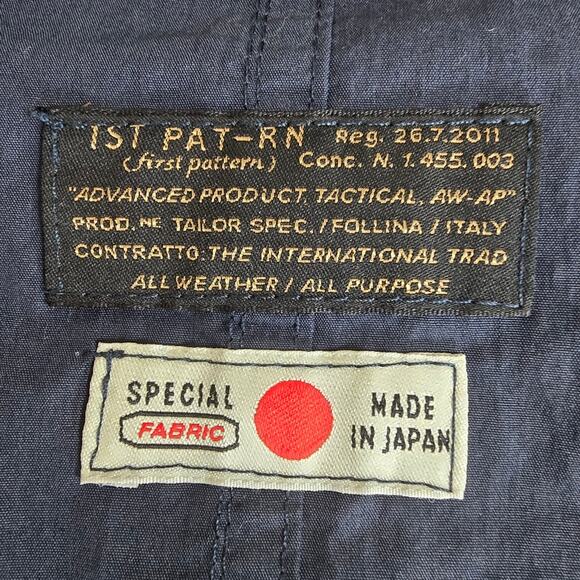 1ST PAT-RN Reg. 26.7.2011
(first pattern) Conc. N. 1.455.003
"ADVANCED PRODUCT, TACTICAL, AW-AP"
PROD. NE TAILOR SPEC. / FOLLINA / ITALY
CONTRATTO: THE INTERNATIONAL TRAD
ALL WEATHER / ALL PURPOSE
SPECIAL
FABRIC
MADE
IN JAPAN